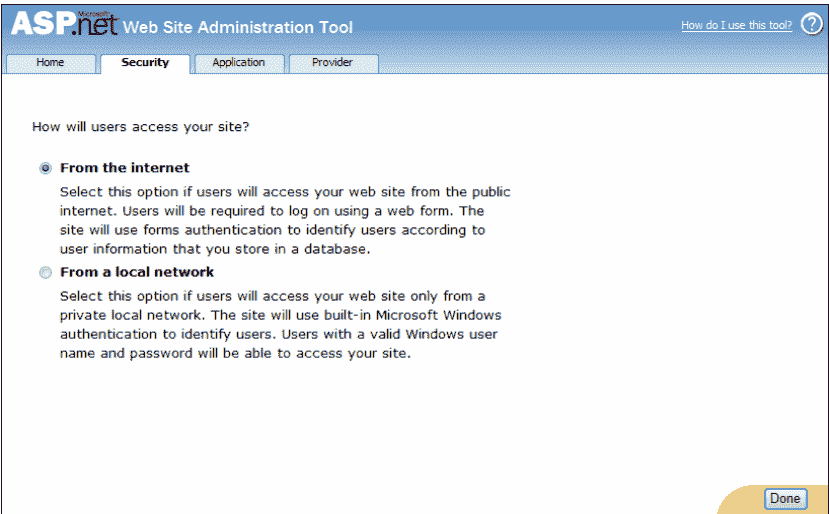 Microsoft
ASP.net Web Site Administration Tool
How do I use this tool? ?
Home Security Application Provider
How will users access your site?
From the internet
Select this option if users will access your web site from the public
internet. Users will be required to log on using a web form. The
site will use forms authentication to identify users according to
user information that you store in a database.
From a local network
Select this option if users will access your web site only from a
private local network. The site will use built-in Microsoft Windows
authentication to identify users. Users with a valid Windows user
name and password will be able to access your site.
Done